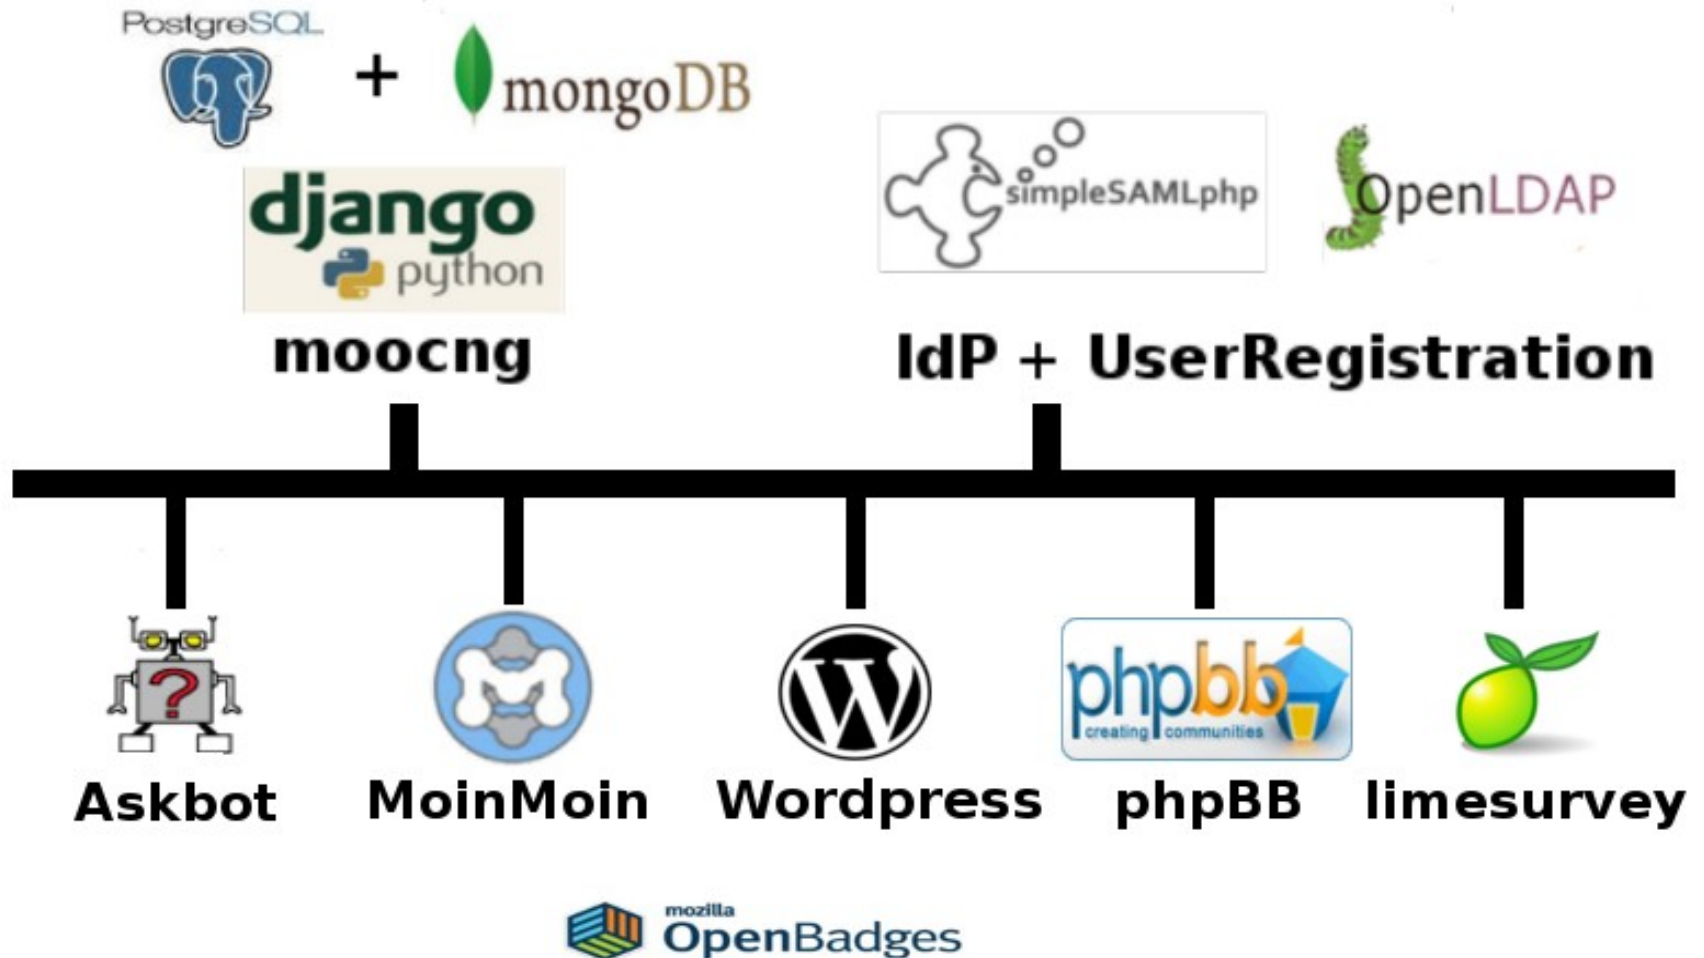 PostgreSQL
+
mongoDB
django
python
moocng
simpleSAMLphp
OpenLDAP
IdP + UserRegistration
?
phpbb
creating communities
Askbot
MoinMoin
Wordpress
phpBB
limesurvey
mozilla
OpenBadges